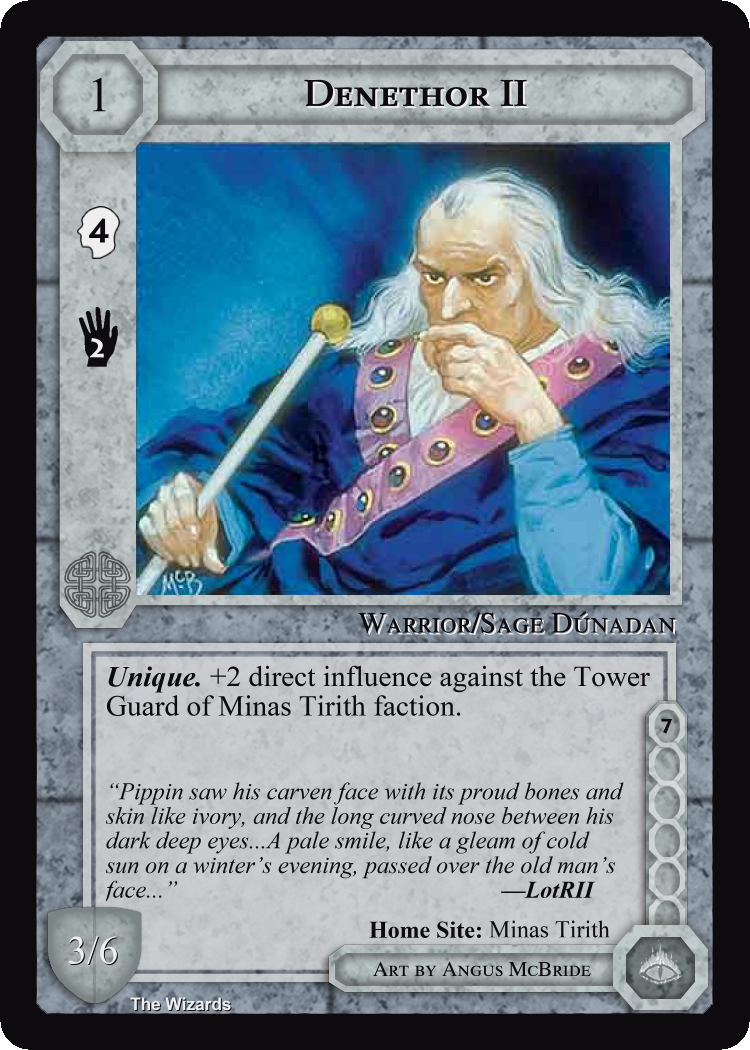 1
DENETHOR II
4
2
McB
WARRIOR/SAGE DÚNADAN
Unique. +2 direct influence against the Tower
Guard of Minas Tirith faction.
7
“Pippin saw his carven face with its proud bones and
skin like ivory, and the long curved nose between his
dark deep eyes...A pale smile, like a gleam of cold
sun on a winter’s evening, passed over the old man’s
face...”
—LotRII
Home Site: Minas Tirith
3/6
ART BY ANGUS MCBRIDE
The Wizards